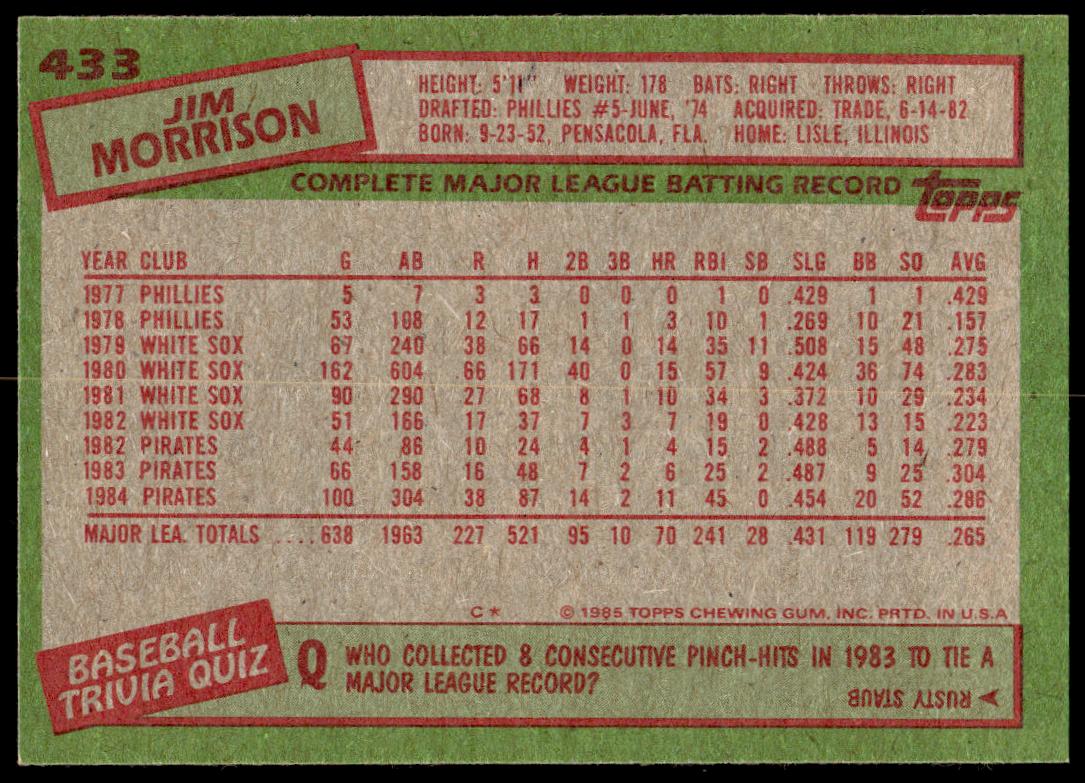 433
JIM
MORRISON
HEIGHT: 5'11" WEIGHT: 178 BATS: RIGHT THROWS: RIGHT
DRAFTED: PHILLIES #5-JUNE, '74 ACQUIRED: TRADE, 6-14-82
BORN: 9-23-52, PENSACOLA, FLA. HOME: LISLE, ILLINOIS
COMPLETE MAJOR LEAGUE BATTING RECORD
topps
YEAR CLUB G AB R H 2B 3B HR RBI SB SLG BB SO AVG
1977 PHILLIES 5 7 3 3 0 0 0 1 0 .429 1 1 .429
1978 PHILLIES 53 108 12 17 1 1 3 10 1 .269 10 21 .157
1979 WHITE SOX 67 240 38 66 14 0 14 35 11 .508 15 48 .275
1980 WHITE SOX 162 604 66 171 40 0 15 57 9 .424 36 74 .283
1981 WHITE SOX 90 290 27 68 8 1 10 34 3 .372 10 29 .234
1982 WHITE SOX 51 166 17 37 7 3 7 19 0 .428 13 15 .223
1982 PIRATES 44 86 10 24 4 1 4 15 2 .488 5 14 .279
1983 PIRATES 66 158 16 48 7 2 6 25 2 .487 9 25 .304
1984 PIRATES 100 304 38 87 14 2 11 45 0 .454 20 52 .286
MAJOR LEA. TOTALS ....638 1963 227 521 95 10 70 241 28 .431 119 279 .265
C* © 1985 TOPPS CHEWING GUM, INC. PRTD. IN U.S.A
BASEBALL
TRIVIA QUIZ
Q WHO COLLECTED 8 CONSECUTIVE PINCH-HITS IN 1983 TO TIE A
MAJOR LEAGUE RECORD?
RUSTY STAUB